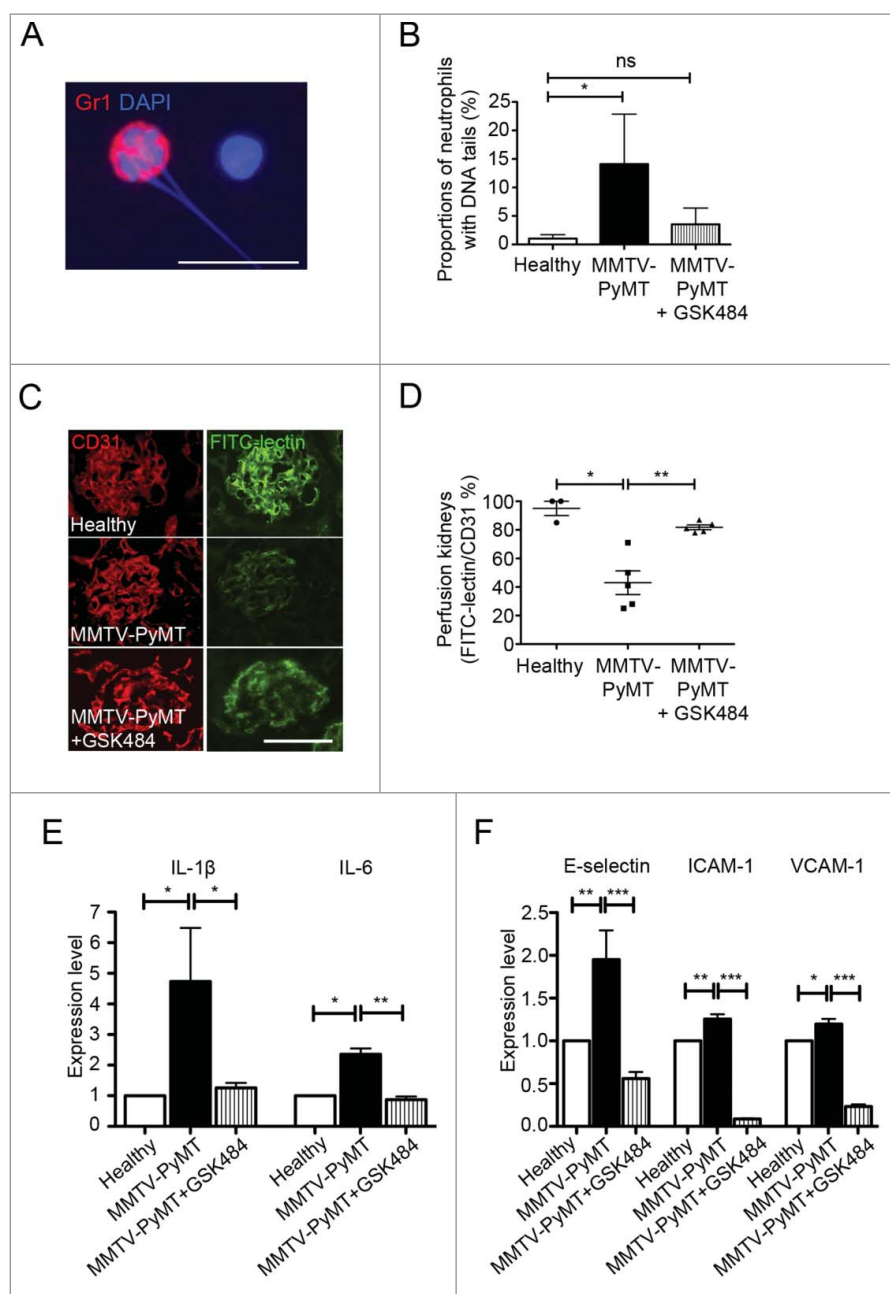 A
Gr1 DAPI
B
ns
*
Proportions of neutrophils
with DNA tails (%)
25
20
15
10
5
0
Healthy
MMTV-
PyMT
MMTV-
PyMT
+ GSK484
C
CD31
FITC-lectin
Healthy
MMTV-PyMT
MMTV-PyMT
+GSK484
D
*
**
Perfusion kidneys
(FITC-lectin/CD31 %)
100
80
60
40
20
0
Healthy
MMTV-
PyMT
MMTV-
PyMT
+ GSK484
E
IL-1β
IL-6
* *
* **
Expression level
7
6
5
4
3
2
1
0
Healthy
MMTV-PyMT
MMTV-PyMT+GSK484
Healthy
MMTV-PyMT
MMTV-PyMT+GSK484
F
E-selectin
ICAM-1
VCAM-1
** ***
** ***
* ***
Expression level
2.5
2.0
1.5
1.0
0.5
0.0
Healthy
MMTV-PyMT
MMTV-PyMT+GSK484
Healthy
MMTV-PyMT
MMTV-PyMT+GSK484
Healthy
MMTV-PyMT
MMTV-PyMT+GSK484